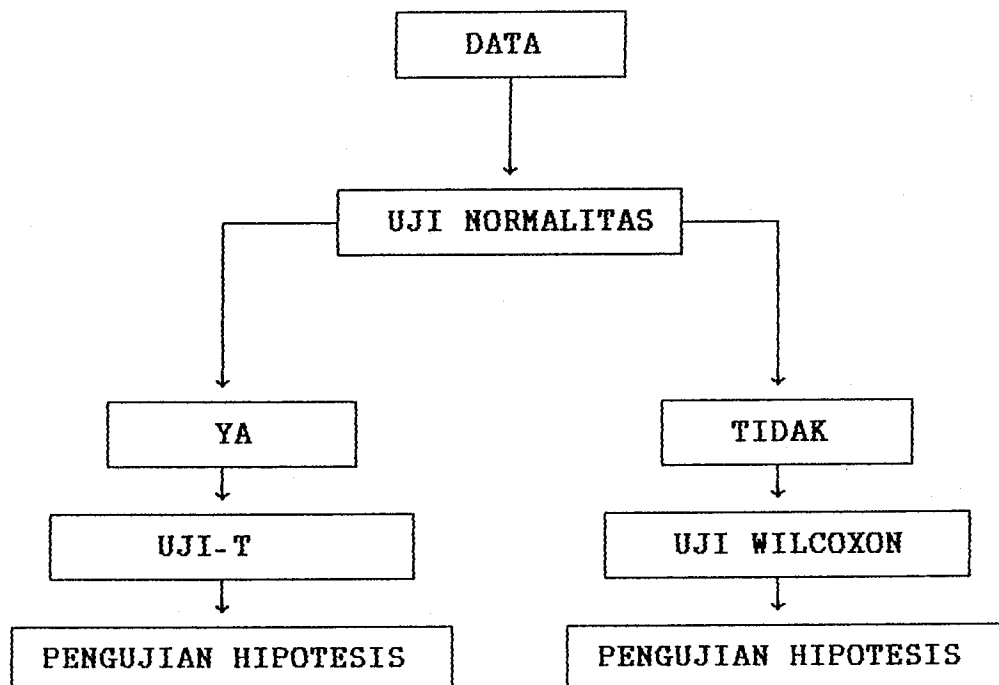 DATA
UJI NORMALITAS
YA
TIDAK
UJI-T
UJI WILCOXON
PENGUJIAN HIPOTESIS
PENGUJIAN HIPOTESIS